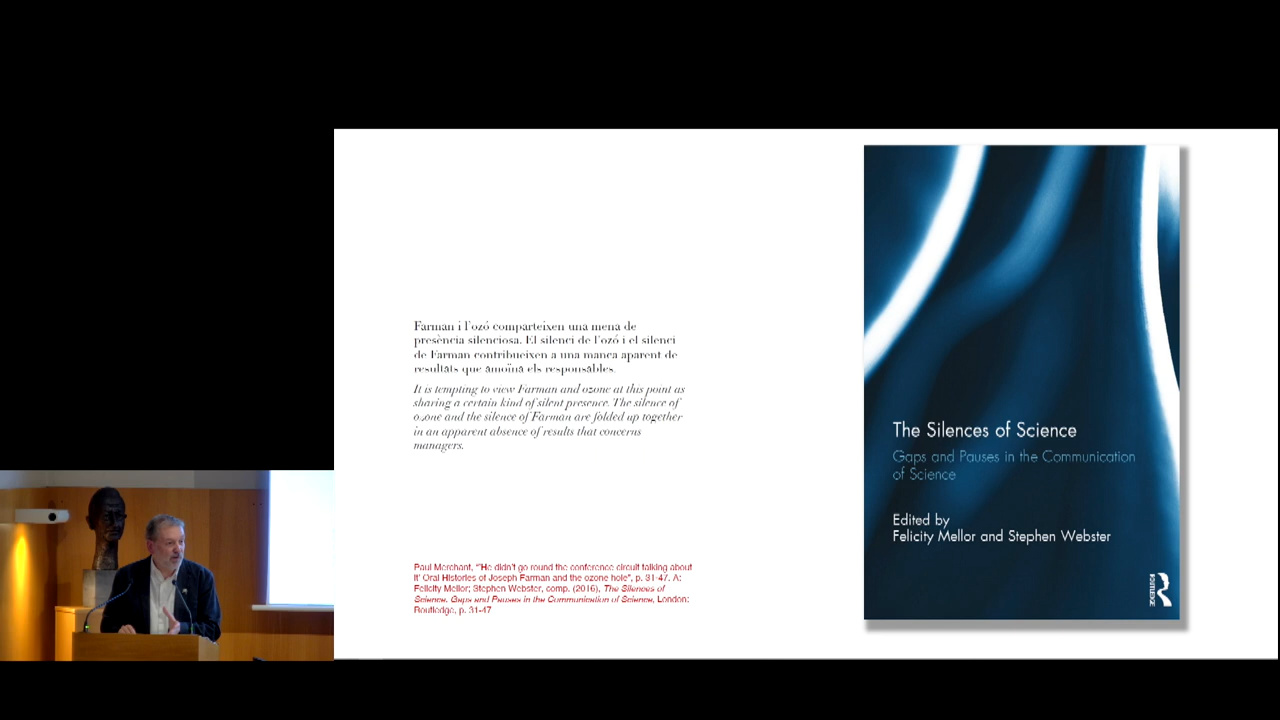 Farman i l'ozó comparteixen una mena de
presència silenciosa. El silenci de l'ozó i el silenci
de Farman contribueixen a una manca aparent de
resultats que amoïna els responsables.
It is tempting to view Farman and ozone at this point as
sharing a certain kind of silent presence. The silence of
ozone and the silence of Farman are folded up together
in an apparent absence of results that concerns
managers.
Paul Merchant, "'He didn't go round the conference circuit talking about
it' Oral Histories of Joseph Farman and the ozone hole", p. 31-47. A:
Felicity Mellor; Stephen Webster, comp. (2016), The Silences of
Science. Gaps and Pauses in the Communication of Science, London:
Routledge, p. 31-47
The Silences of Science
Gaps and Pauses in the Communication
of Science
Edited by
Felicity Mellor and Stephen Webster
ROUTLEDGE